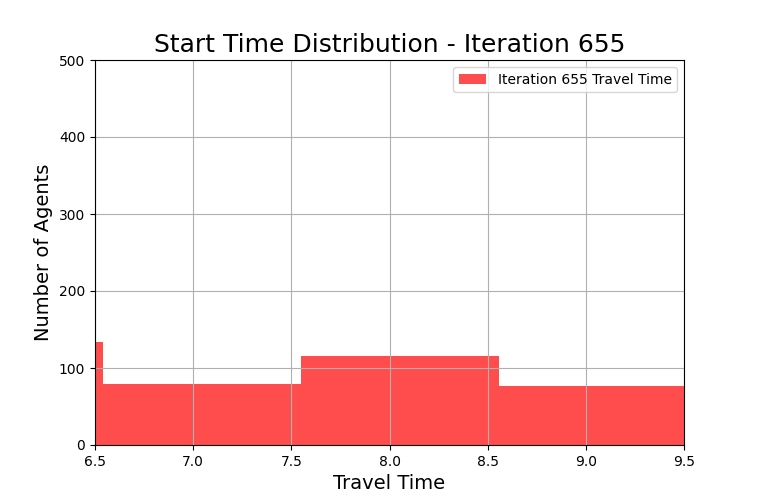 Start Time Distribution - Iteration 655
Iteration 655 Travel Time
Number of Agents
500
400
300
200
100
0
6.5 7.0 7.5 8.0 8.5 9.0 9.5
Travel Time